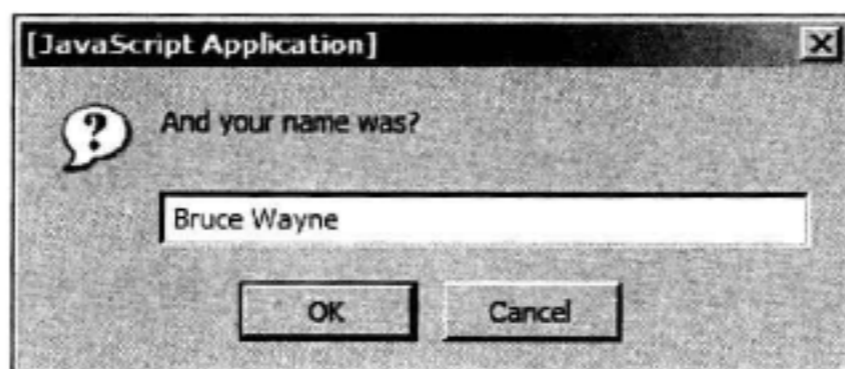 [JavaScript Application]
And your name was?
Bruce Wayne
OK Cancel